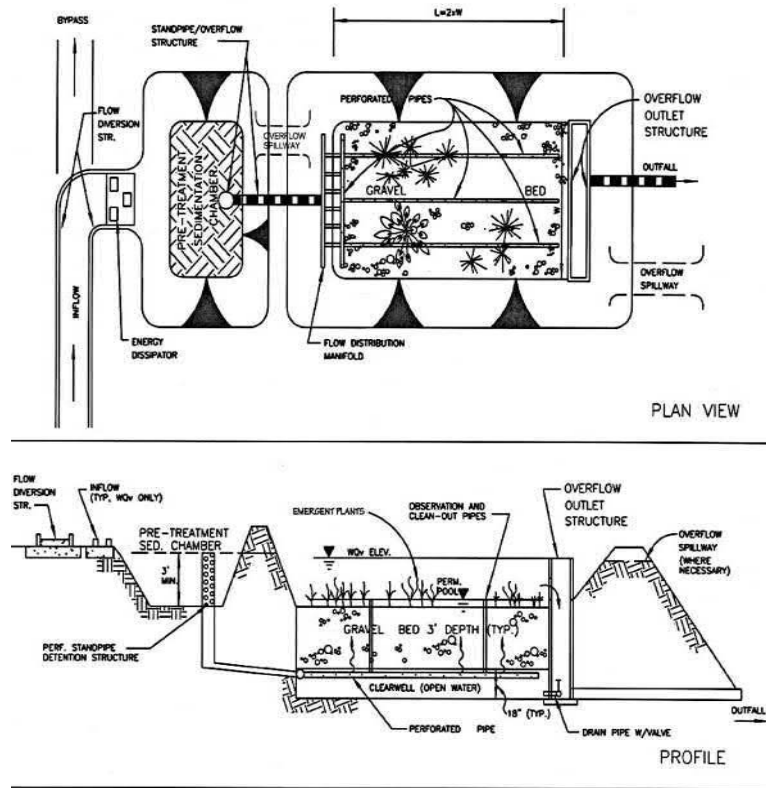 L=2xW
BYPASS
STANDPIPE/OVERFLOW
STRUCTURE
FLOW
DIVERSION
STR.
PERFORATED PIPES
OVERFLOW
OUTLET
STRUCTURE
OVERFLOW
SPILLWAY
PRE-TREATMENT
SEDIMENTATION
CHAMBER
GRAVEL BED
OUTFALL
W
INFLOW
OVERFLOW
SPILLWAY
ENERGY
DISSIPATOR
FLOW DISTRIBUTION
MANIFOLD
PLAN VIEW
FLOW
DIVERSION
STR.
INFLOW
(TYP. WQv ONLY)
PRE-TREATMENT
SED. CHAMBER
3'
MIN.
EMERGENT PLANTS
OBSERVATION AND
CLEAN-OUT PIPES
OVERFLOW
OUTLET
STRUCTURE
WQv ELEV.
PERM.
POOL
OVERFLOW
SPILLWAY
(WHERE
NECESSARY)
GRAVEL BED 3' DEPTH (TYP.)
PERF. STANDPIPE
DETENTION STRUCTURE
CLEARWELL (OPEN WATER)
18" (TYP.)
PERFORATED PIPE
DRAIN PIPE W/VALVE
OUTFALL
PROFILE